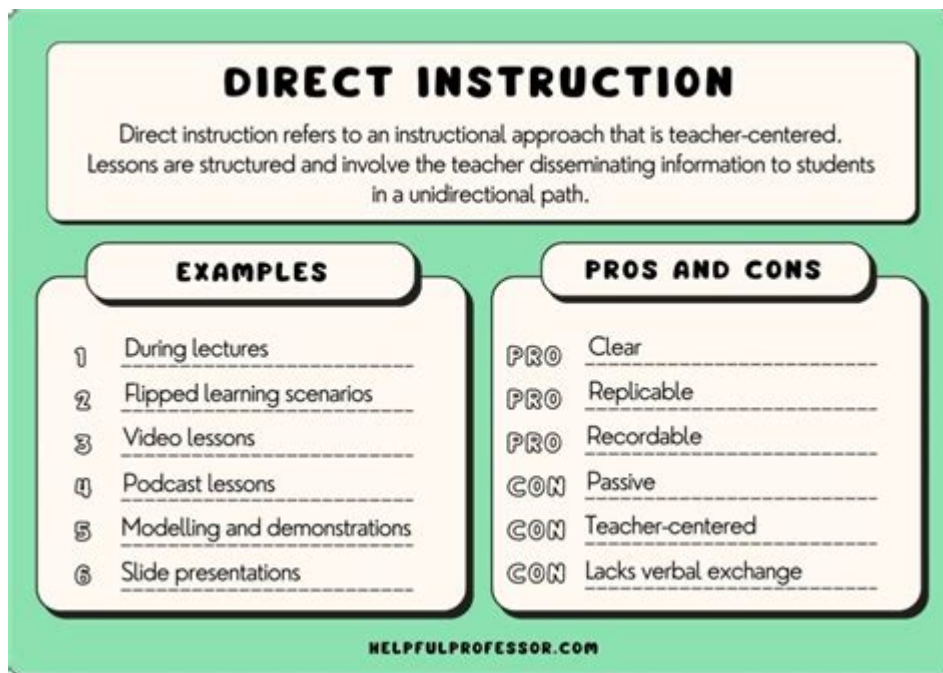 DIRECT INSTRUCTION
Direct instruction refers to an instructional approach that is teacher-centered.
Lessons are structured and involve the teacher disseminating information to students
in a unidirectional path.
EXAMPLES
1 During lectures
2 Flipped learning scenarios
3 Video lessons
4 Podcast lessons
5 Modelling and demonstrations
6 Slide presentations
PROS AND CONS
PRO Clear
PRO Replicable
PRO Recordable
CON Passive
CON Teacher-centered
CON Lacks verbal exchange
HELPFULPROFESSOR.COM